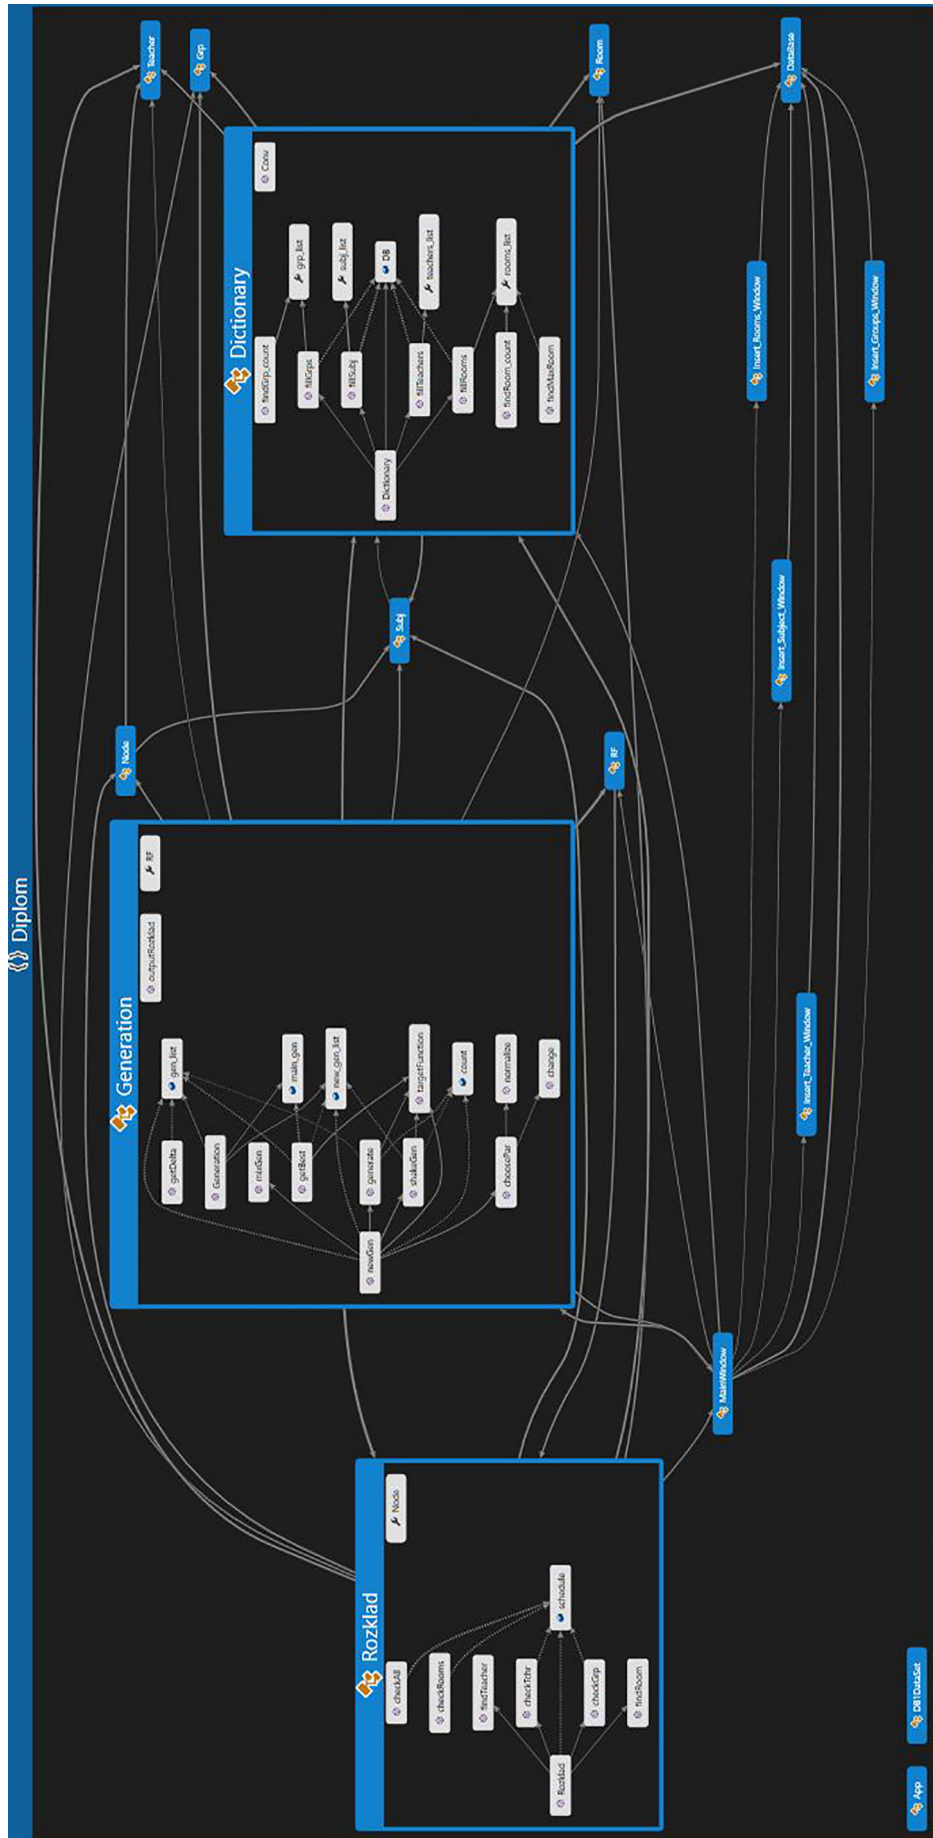 {} Diplom
Teacher
Grp
Room
DataBase
Dictionary
Conv
grp_list
subj_list
DB
teachers_list
rooms_list
findGrp_count
fillGrps
fillSubj
fillTeachers
fillRooms
findRoom_count
findMaxRoom
Dictionary
Insert_Rooms_Window
Insert_Groups_Window
Subj
Insert_Subject_Window
Node
RF
Generation
RF
outputRozklad
gen_list
main_gen
new_gen_list
targetFunction
count
normalize
change
getDelta
Generation
mixGen
getBest
generate
shakeGen
choosePar
newGen
Insert_Teacher_Window
MainWindow
Rozklad
Node
schedule
checkAll
checkRooms
findTeacher
checkTchr
checkGrp
findRoom
Rozklad
DB1DataSet
App